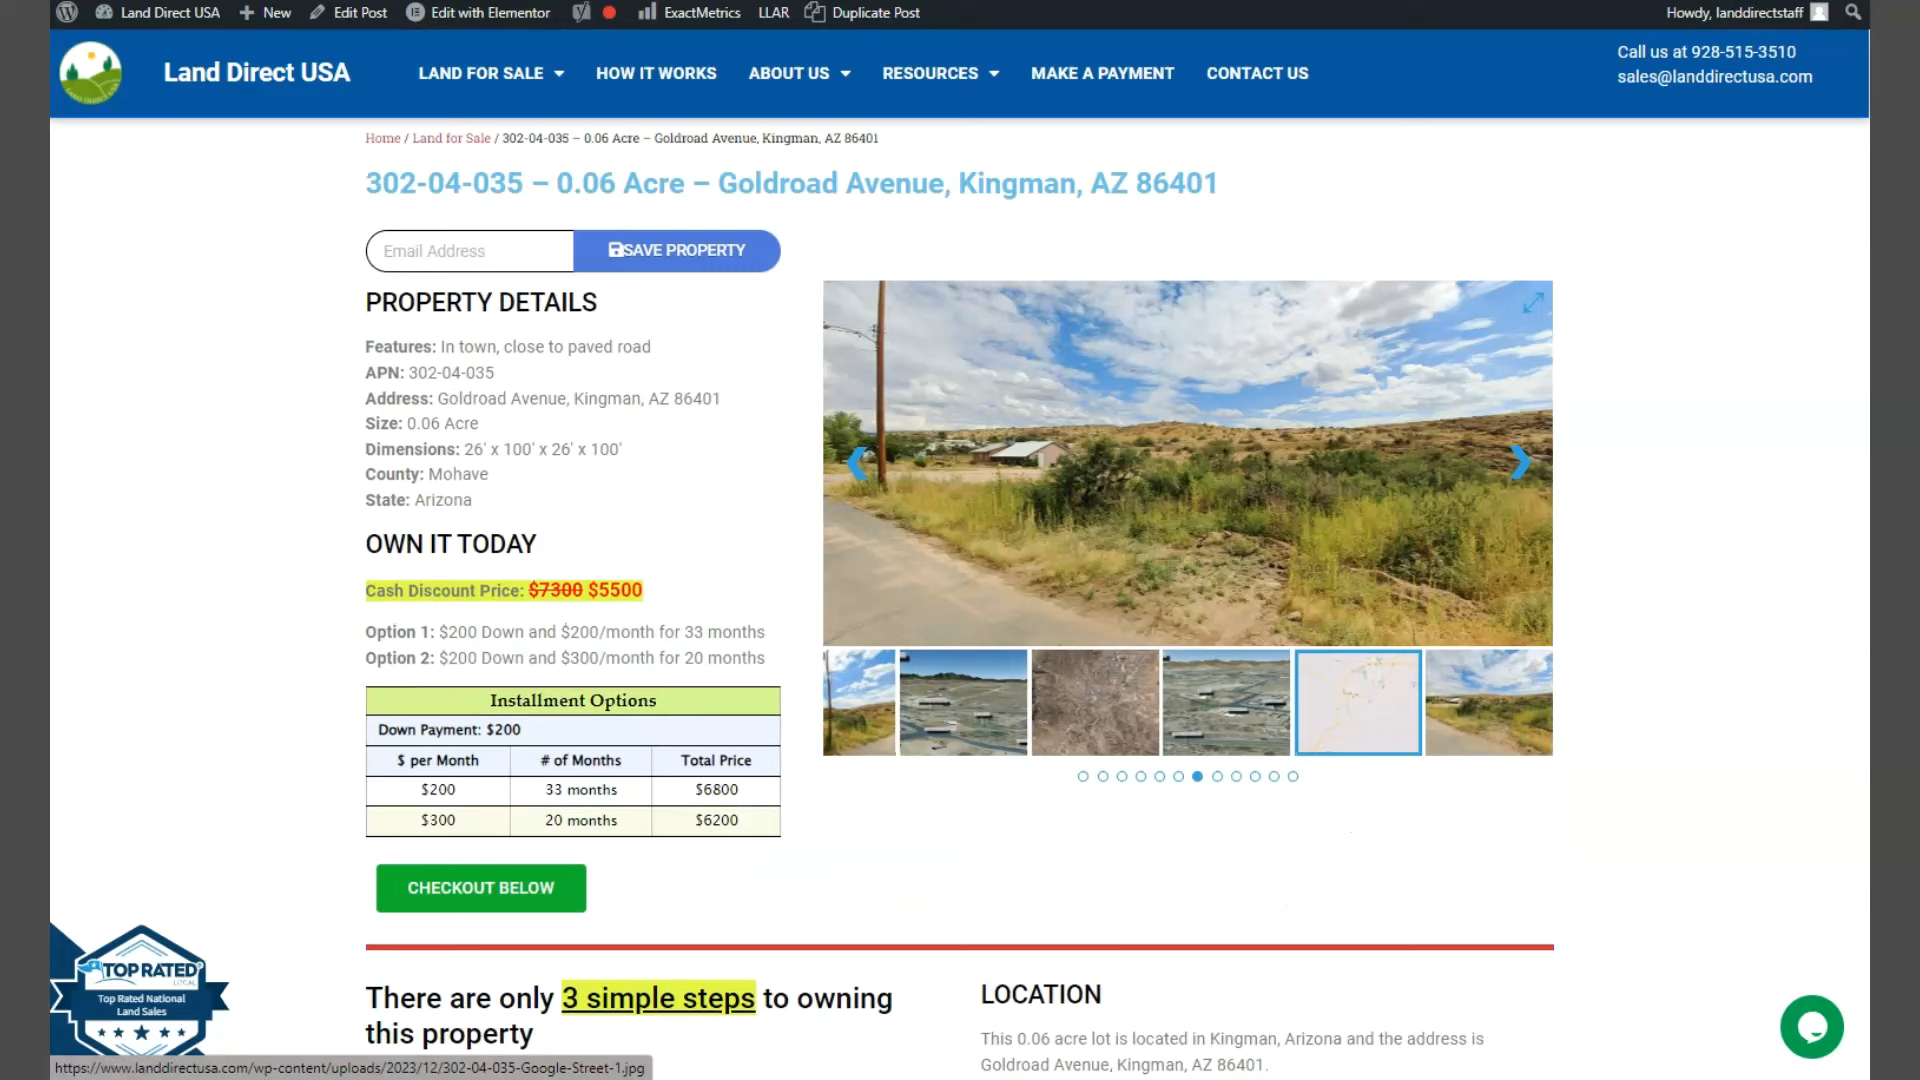 Land Direct USA
New
Edit Post
Edit with Elementor
ExactMetrics
LLAR
Duplicate Post
Howdy, landdirectstaff
Land Direct USA
LAND FOR SALE
HOW IT WORKS
ABOUT US
RESOURCES
MAKE A PAYMENT
CONTACT US
Call us at 928-515-3510
sales@landdirectusa.com
Home / Land for Sale / 302-04-035 – 0.06 Acre – Goldroad Avenue, Kingman, AZ 86401
302-04-035 – 0.06 Acre – Goldroad Avenue, Kingman, AZ 86401
Email Address
SAVE PROPERTY
PROPERTY DETAILS
Features: In town, close to paved road
APN: 302-04-035
Address: Goldroad Avenue, Kingman, AZ 86401
Size: 0.06 Acre
Dimensions: 26' x 100' x 26' x 100'
County: Mohave
State: Arizona
OWN IT TODAY
Cash Discount Price: $7300 $5500
Option 1: $200 Down and $200/month for 33 months
Option 2: $200 Down and $300/month for 20 months
Installment Options
Down Payment: $200
$ per Month # of Months Total Price
$200 33 months $6800
$300 20 months $6200
CHECKOUT BELOW
There are only 3 simple steps to owning
this property
LOCATION
This 0.06 acre lot is located in Kingman, Arizona and the address is
Goldroad Avenue, Kingman, AZ 86401.
TOP RATED
LOCAL
Top Rated National
Land Sales
https://www.landdirectusa.com/wp-content/uploads/2023/12/302-04-035-Google-Street-1.jpg